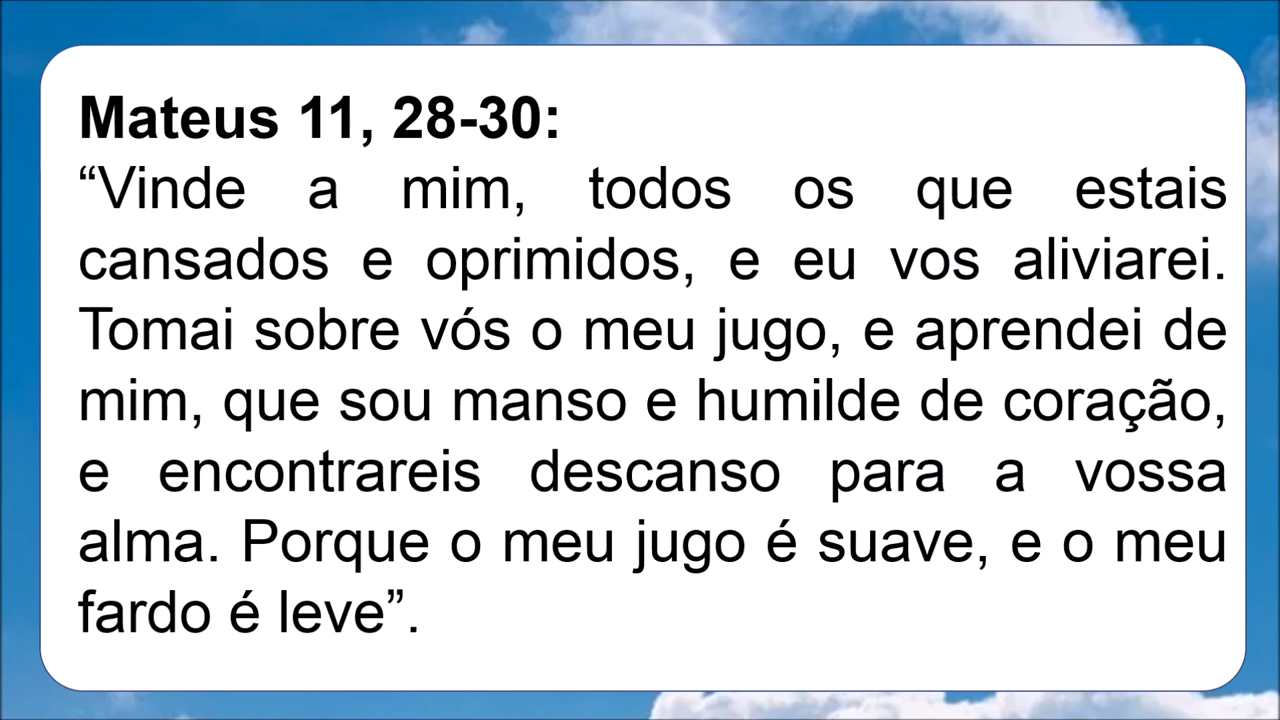 Mateus 11, 28-30:
“Vinde a mim, todos os que estais
cansados e oprimidos, e eu vos aliviarei.
Tomai sobre vós o meu jugo, e aprendei de
mim, que sou manso e humilde de coração,
e encontrareis descanso para a vossa
alma. Porque o meu jugo é suave, e o meu
fardo é leve”.